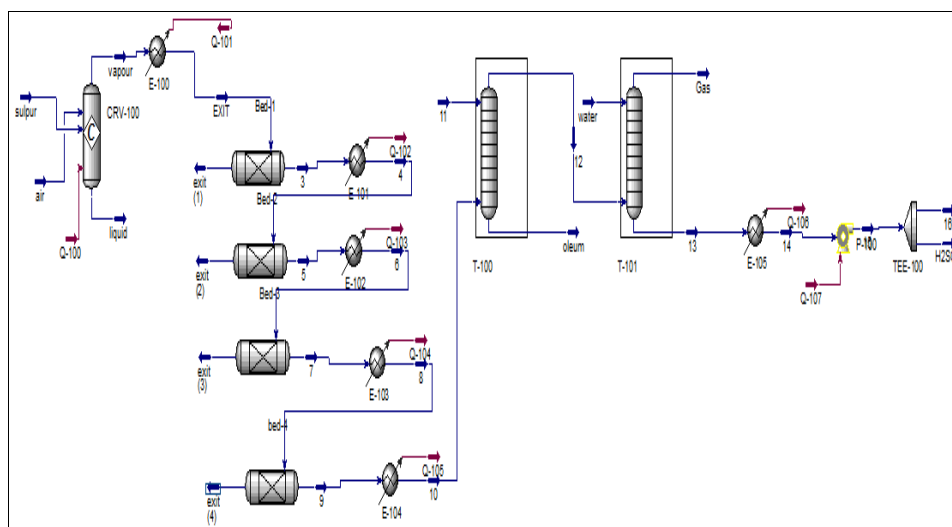 Q-101
vapour
E-100
sulpur
CRV-100
EXIT
Bed-1
C
air
Q-100
liquid
exit
(1)
3
Q-102
4
E-101
Bed-2
exit
(2)
5
Q-103
6
E-102
Bed-3
exit
(3)
7
Q-104
8
E-103
bed-4
exit
(4)
9
Q-105
10
E-104
11
12
oleum
T-100
water
Gas
13
T-101
Q-106
14
E-105
P-100
Q-107
TEE-100
16